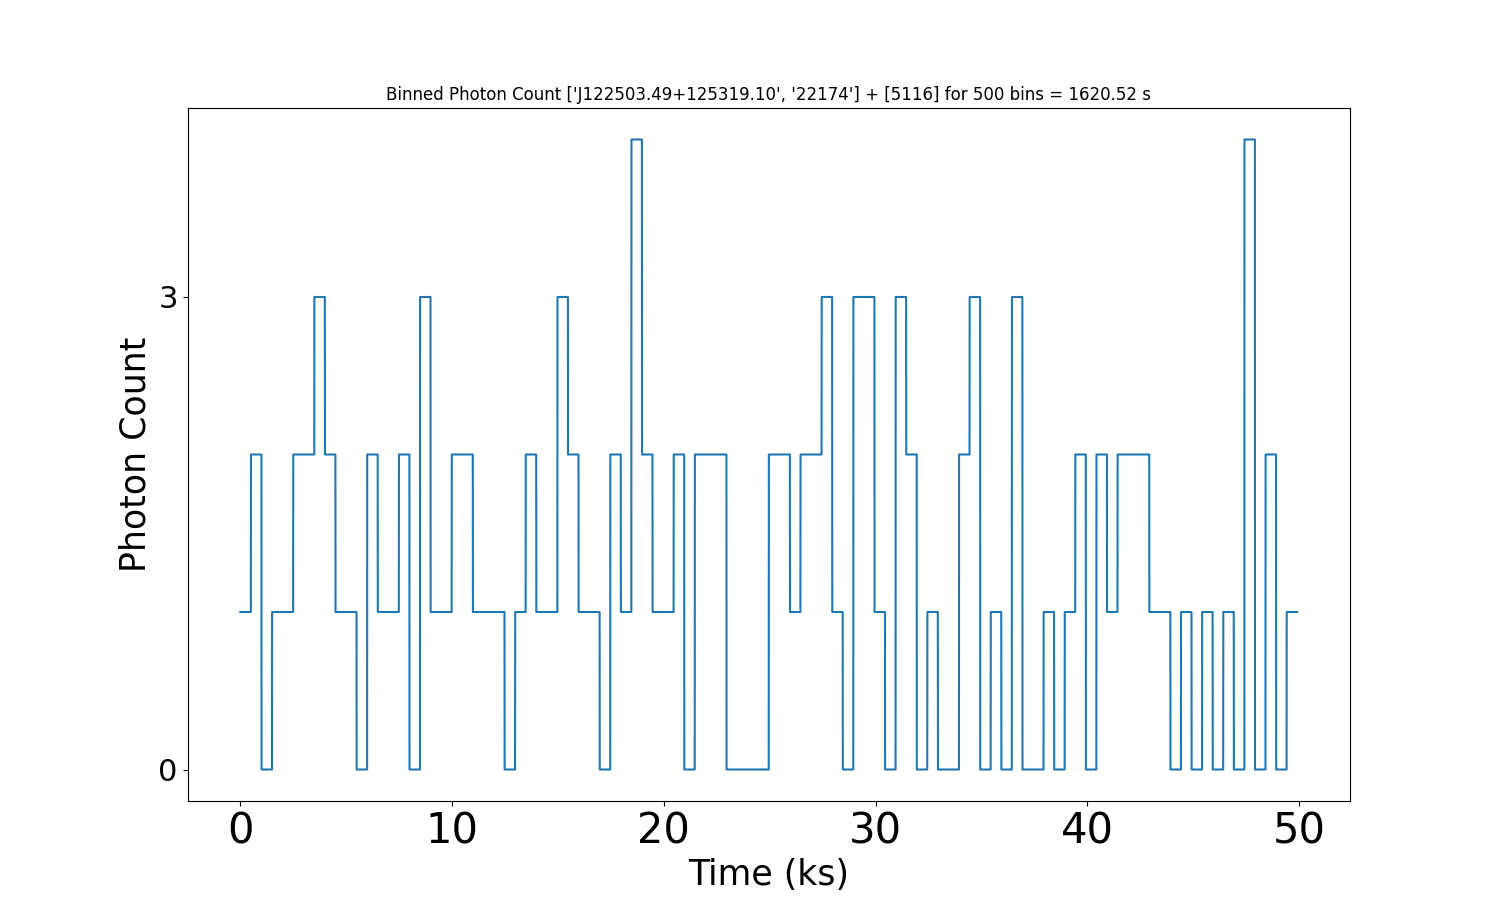 Binned Photon Count ['J122503.49+125319.10', '22174'] + [5116] for 500 bins = 1620.52 s
Photon Count
3
0
0 10 20 30 40 50
Time (ks)